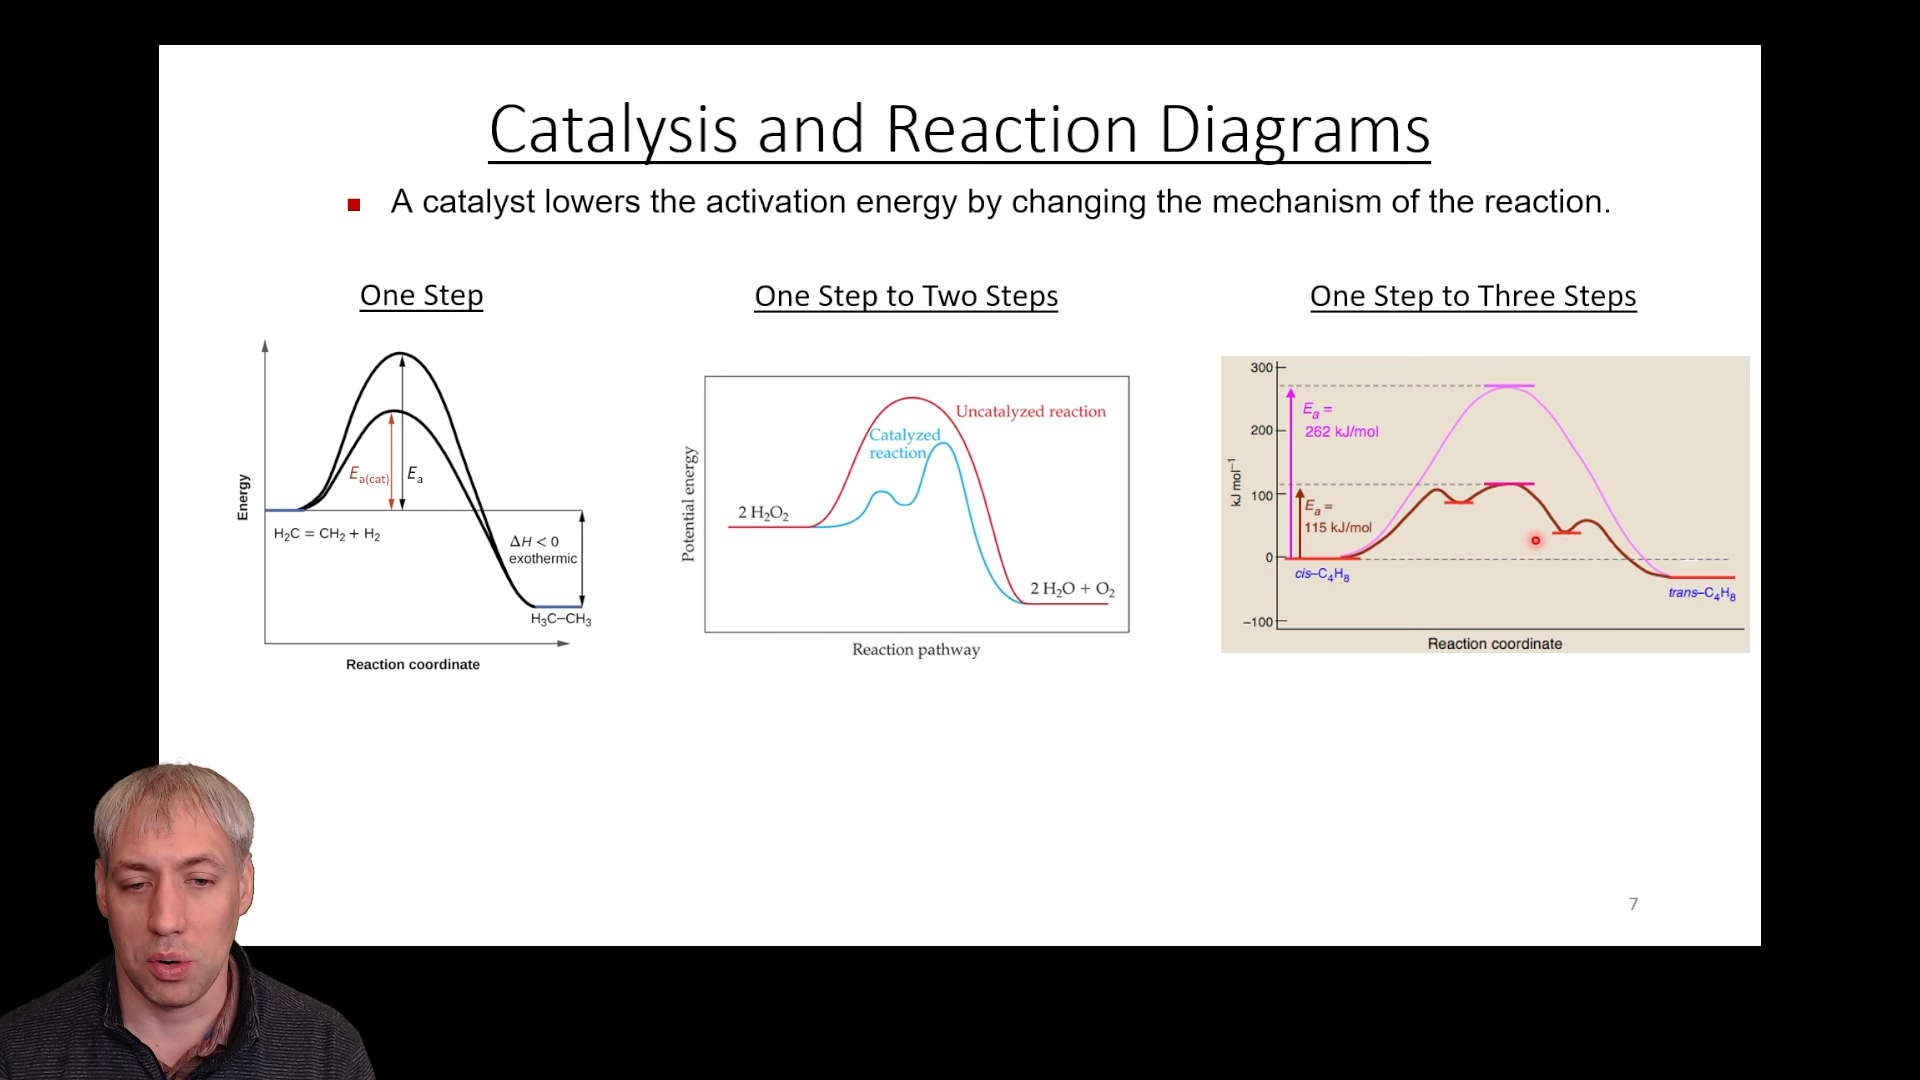 Catalysis and Reaction Diagrams
A catalyst lowers the activation energy by changing the mechanism of the reaction.
One Step
Energy
Eₐ₍cat₎
Eₐ
H₂C = CH₂ + H₂
ΔH < 0
exothermic
H₃C–CH₃
Reaction coordinate
One Step to Two Steps
Potential energy
Uncatalyzed reaction
Catalyzed
reaction
2 H₂O₂
2 H₂O + O₂
Reaction pathway
One Step to Three Steps
kJ mol⁻¹
300
200
100
0
–100
Eₐ =
262 kJ/mol
Eₐ =
115 kJ/mol
cis–C₄H₈
trans–C₄H₈
Reaction coordinate
7